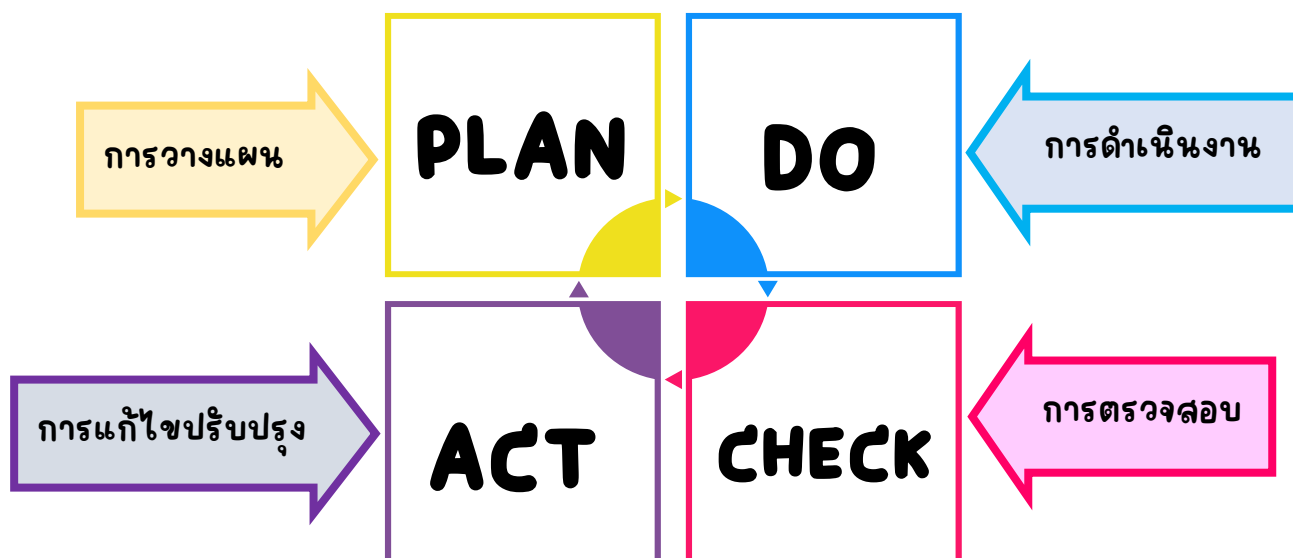 การวางแผน
PLAN
DO
การดำเนินงาน
การแก้ไขปรับปรุง
ACT
CHECK
การตรวจสอบ